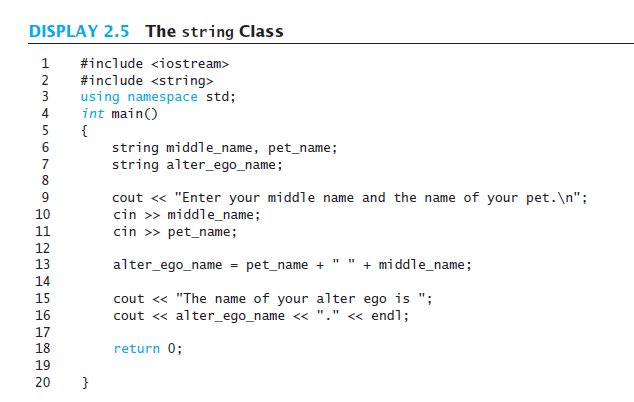 DISPLAY 2.5 The string Class
1 #include <iostream>
2 #include <string>
3 using namespace std;
4 int main()
5 {
6 string middle_name, pet_name;
7 string alter_ego_name;
8
9 cout << "Enter your middle name and the name of your pet.\n";
10 cin >> middle_name;
11 cin >> pet_name;
12
13 alter_ego_name = pet_name + " " + middle_name;
14
15 cout << "The name of your alter ego is ";
16 cout << alter_ego_name << "." << endl;
17
18 return 0;
19
20 }